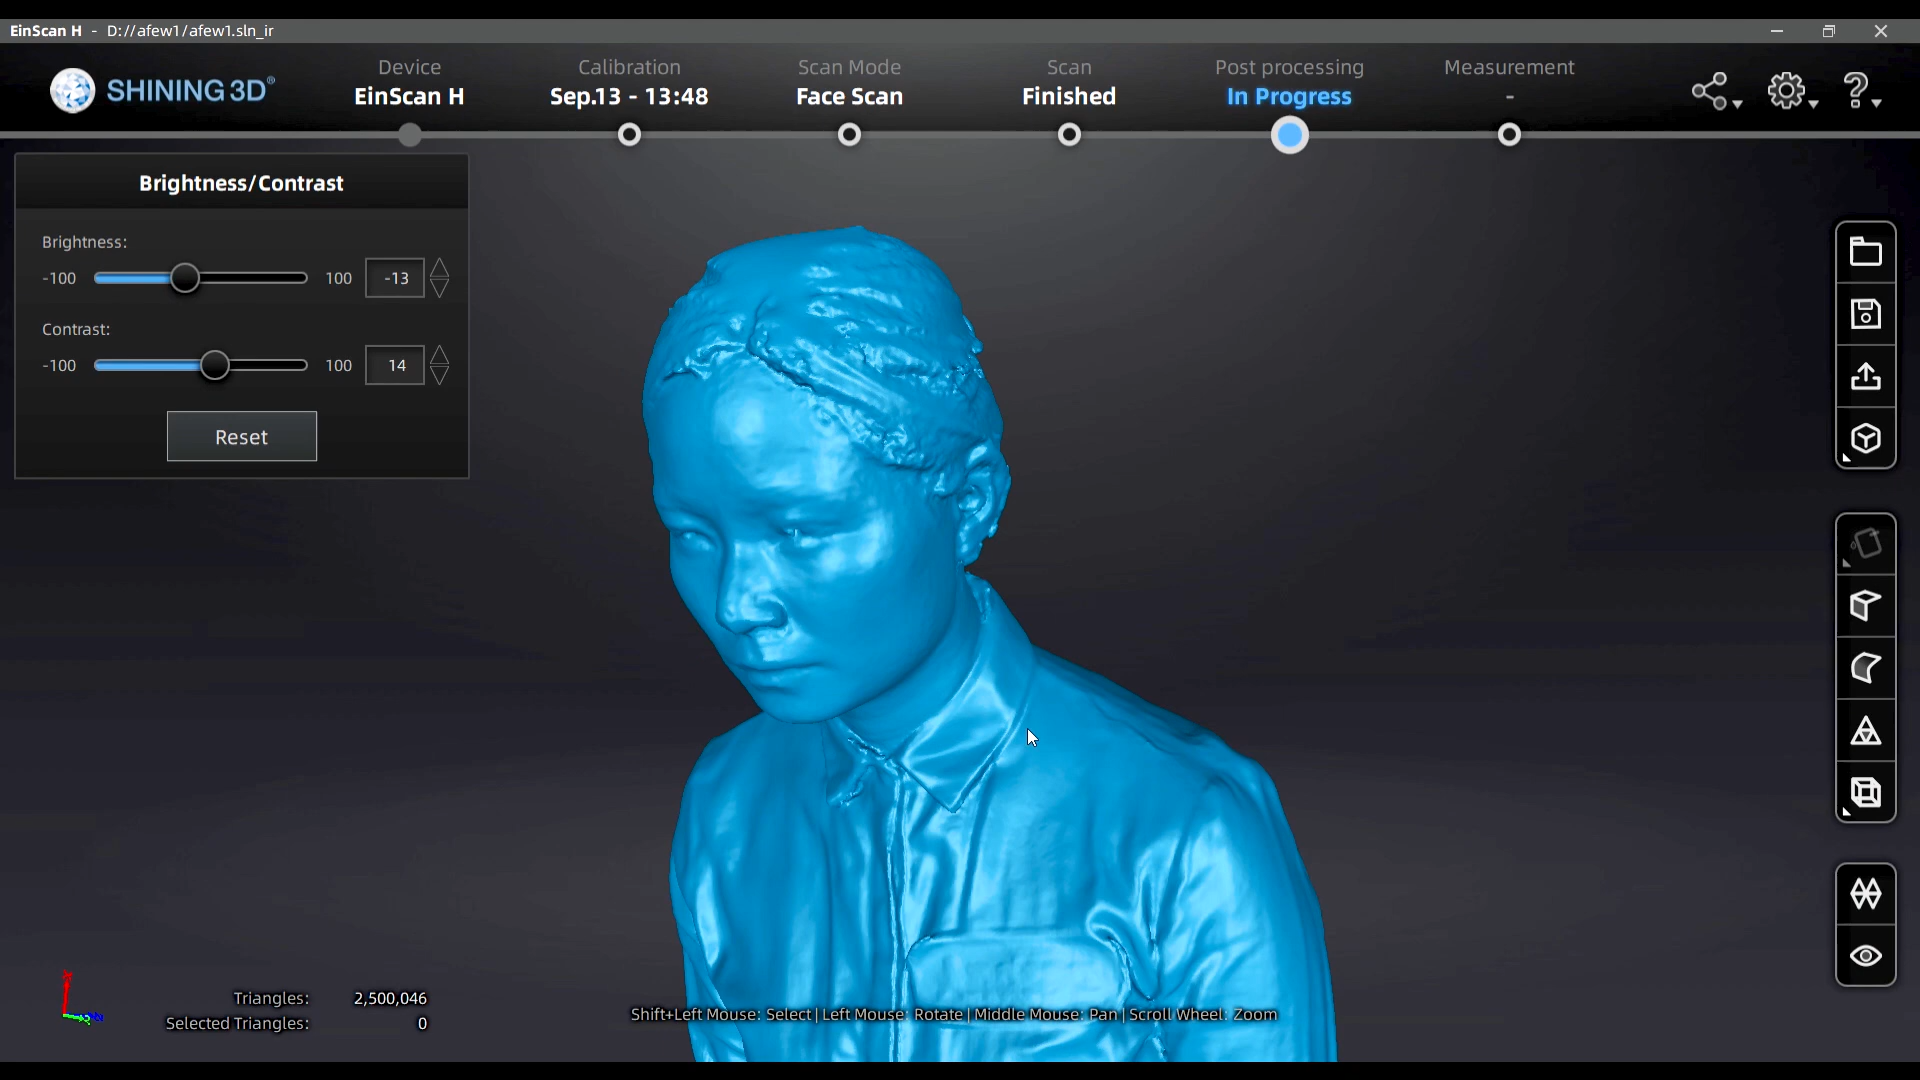 EinScan H - D://afew1/afew1.sln_ir
SHINING 3D®
Device
EinScan H
Calibration
Sep.13 - 13:48
Scan Mode
Face Scan
Scan
Finished
Post processing
In Progress
Measurement
-
Brightness/Contrast
Brightness:
-100 100 -13
Contrast:
-100 100 14
Reset
Triangles: 2,500,046
Selected Triangles: 0
Shift+Left Mouse: Select | Left Mouse: Rotate | Middle Mouse: Pan | Scroll Wheel: Zoom